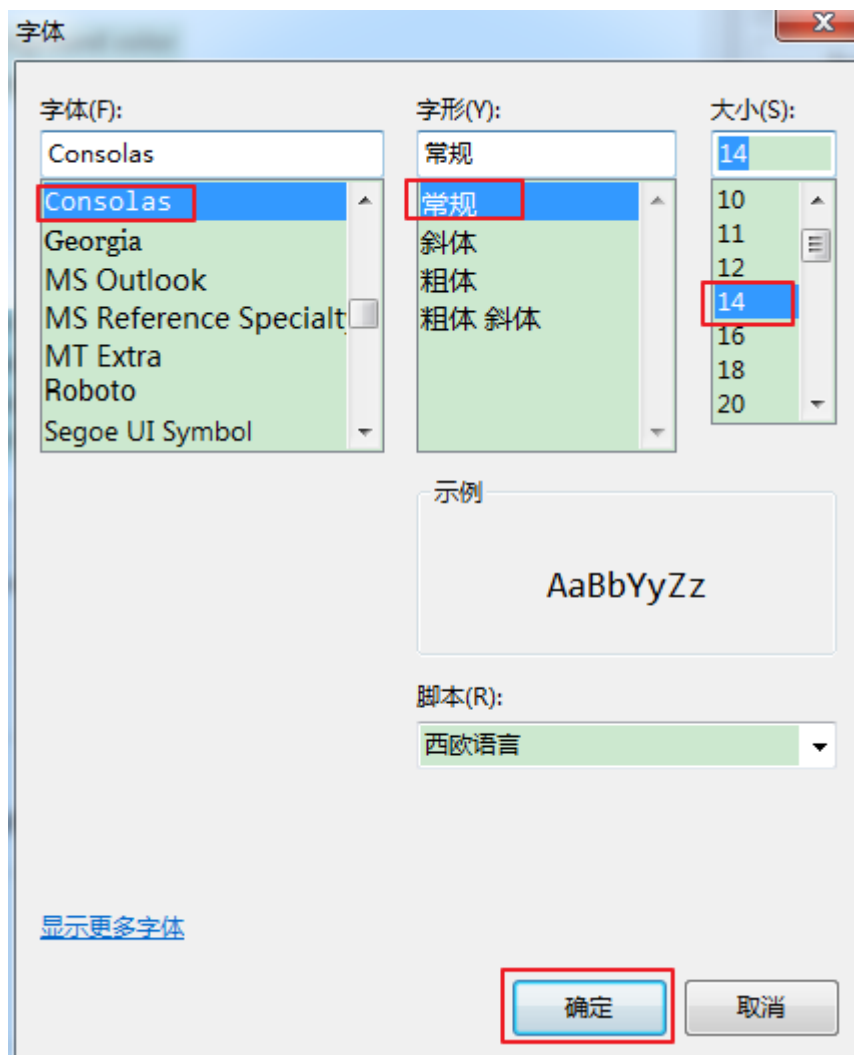 字体
字体(F):
Consolas
Consolas
Georgia
MS Outlook
MS Reference Specialt
MT Extra
Roboto
Segoe UI Symbol
字形(Y):
常规
常规
斜体
粗体
粗体 斜体
大小(S):
14
10
11
12
14
16
18
20
示例
AaBbYyZz
脚本(R):
西欧语言
显示更多字体
确定
取消